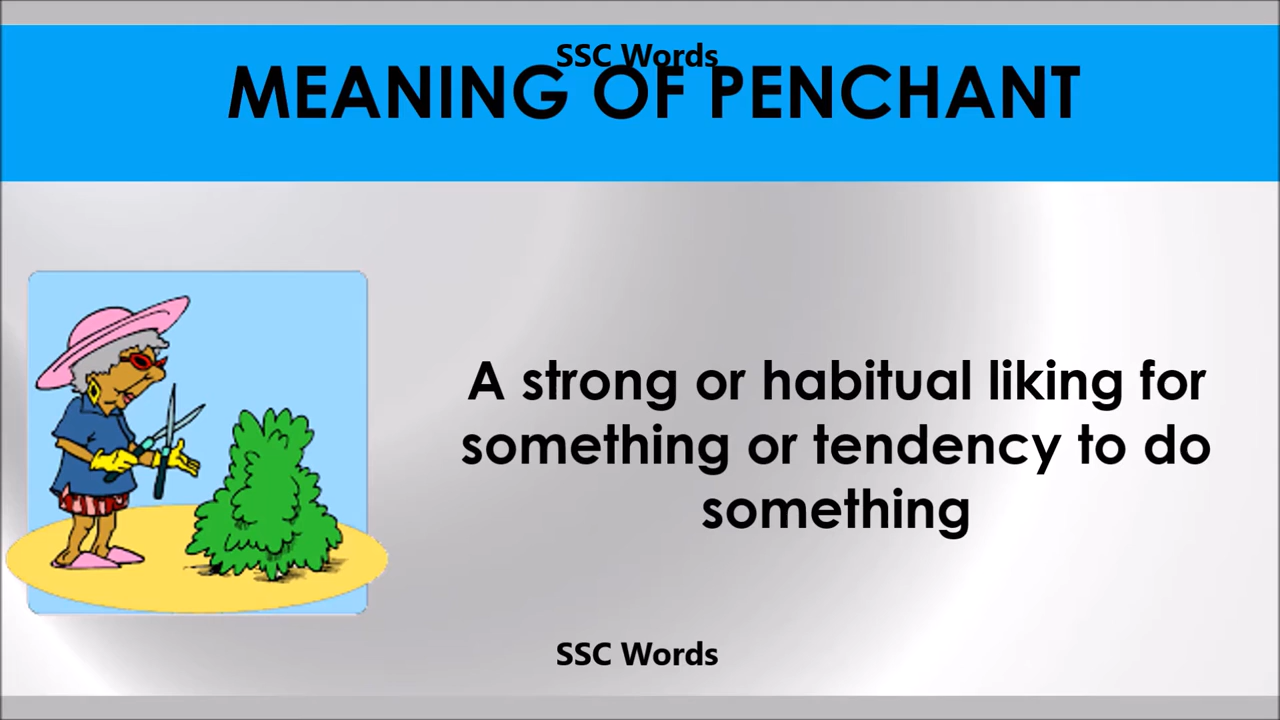 SSC Words
MEANING OF PENCHANT
A strong or habitual liking for
something or tendency to do
something
SSC Words